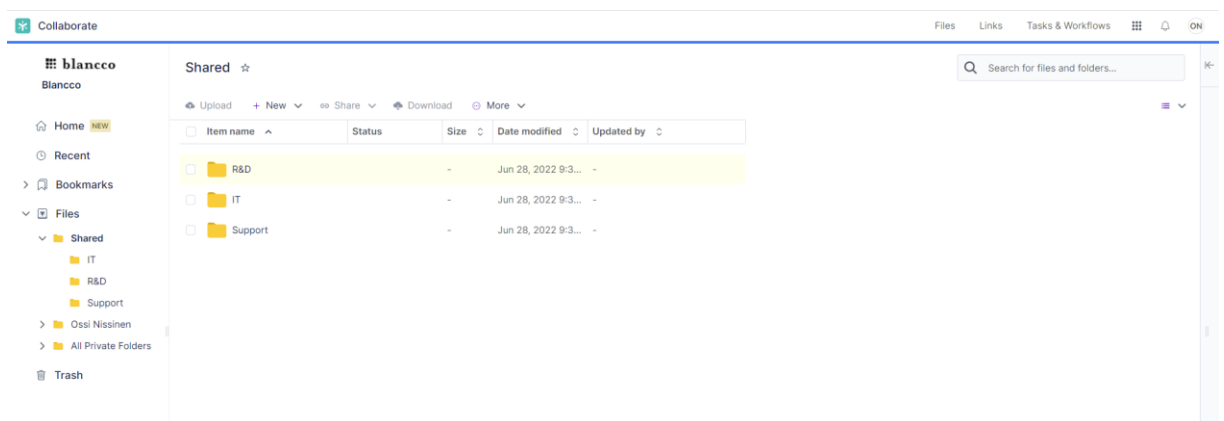 Collaborate
Files Links Tasks & Workflows ON
blancco
Blancco
Home NEW
Recent
Bookmarks
Files
Shared
IT
R&D
Support
Ossi Nissinen
All Private Folders
Trash
Shared
Search for files and folders...
Upload + New Share Download More
Item name Status Size Date modified Updated by
R&D - Jun 28, 2022 9:3... -
IT - Jun 28, 2022 9:3... -
Support - Jun 28, 2022 9:3... -